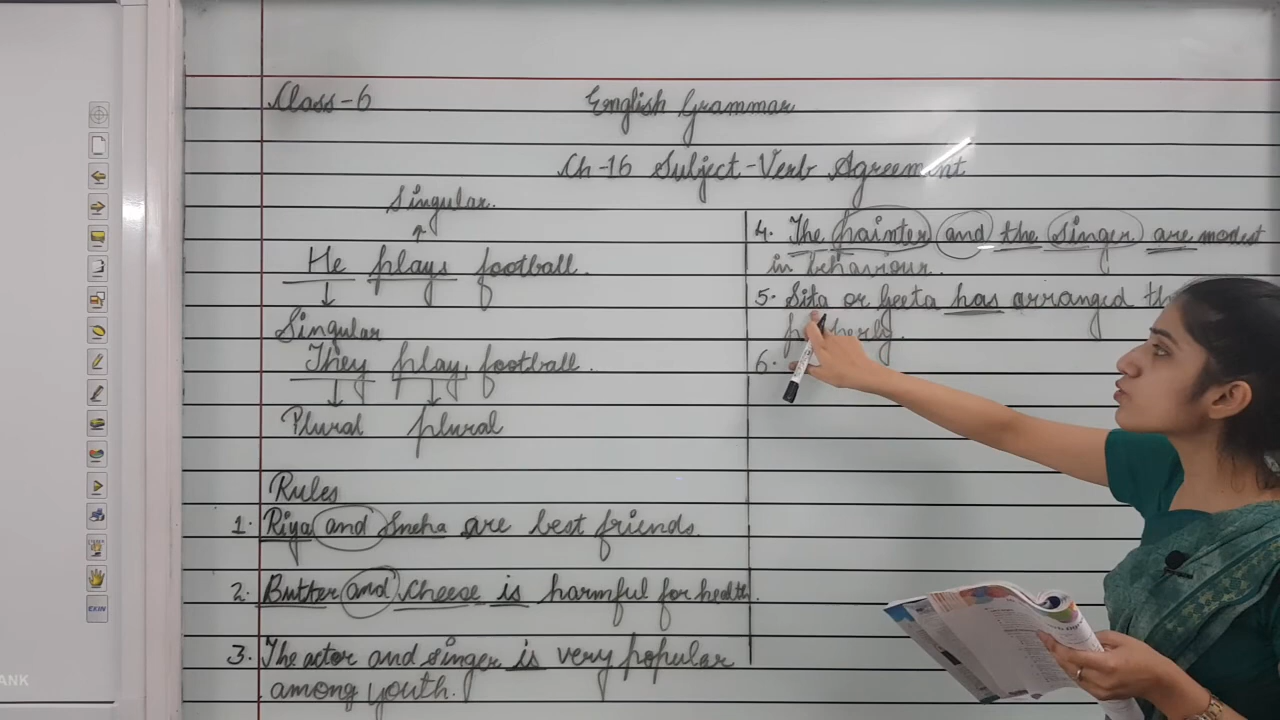 Class-6
English Grammar
Ch-16 Subject-Verb Agreement
Singular.
He plays football.
Singular
They play football.
Plural plural
Rules
1. Riya and Sneha are best friends.
2. Butter and cheese is harmful for health.
3. The actor and singer is very popular
among youth.
4. The painter and the singer are modest
in behaviour.
5. Sita or Geeta has arranged
6.
EXIN
ANK